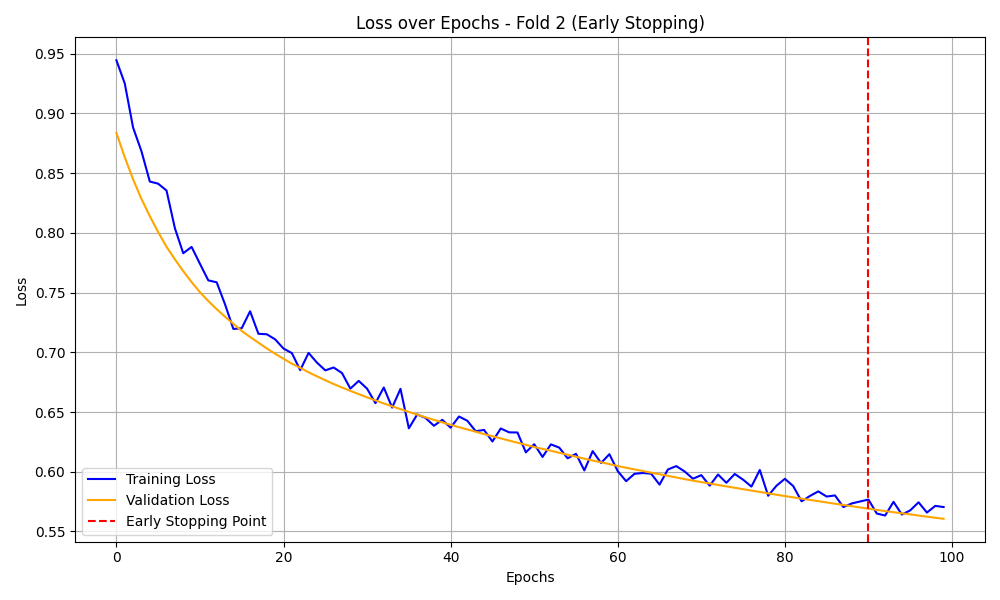 Loss over Epochs - Fold 2 (Early Stopping)
0.95
0.90
0.85
0.80
0.75
0.70
0.65
0.60
0.55
Loss
Training Loss
Validation Loss
Early Stopping Point
0 20 40 60 80 100
Epochs